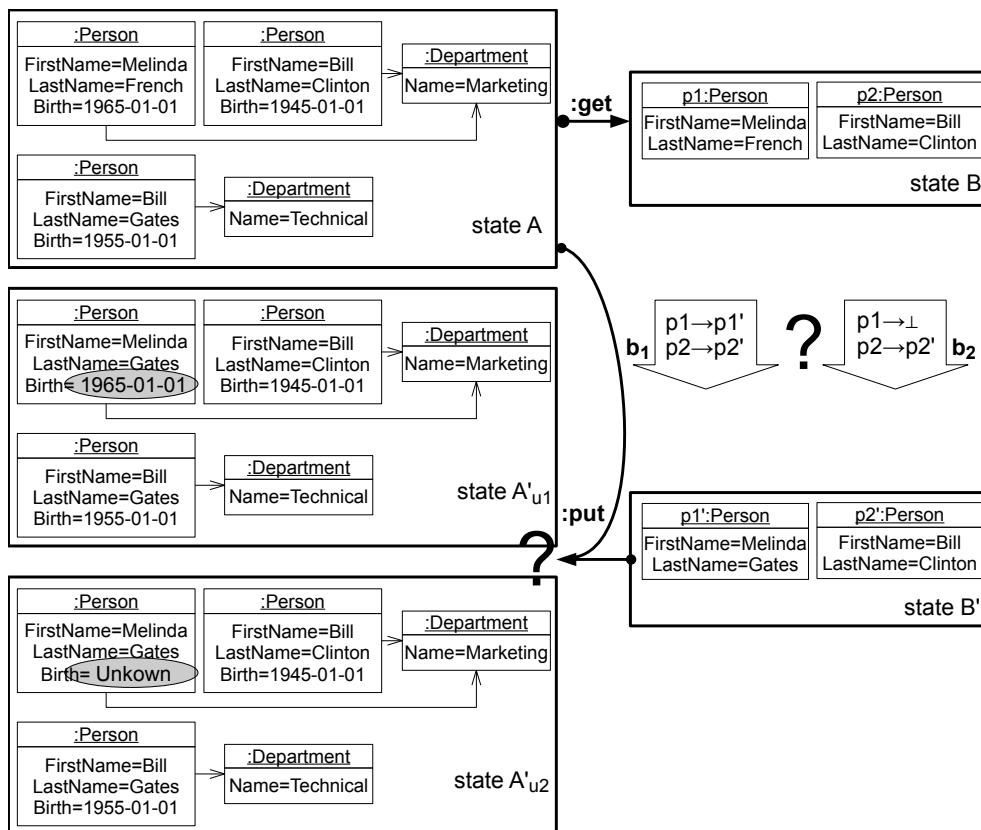 :Person
FirstName=Melinda
LastName=French
Birth=1965-01-01
:Person
FirstName=Bill
LastName=Clinton
Birth=1945-01-01
:Department
Name=Marketing
:Person
FirstName=Bill
LastName=Gates
Birth=1955-01-01
:Department
Name=Technical
state A
:get
p1:Person
FirstName=Melinda
LastName=French
p2:Person
FirstName=Bill
LastName=Clinton
state B
:Person
FirstName=Melinda
LastName=Gates
Birth= 1965-01-01
:Person
FirstName=Bill
LastName=Clinton
Birth=1945-01-01
:Department
Name=Marketing
:Person
FirstName=Bill
LastName=Gates
Birth=1955-01-01
:Department
Name=Technical
state A'u1
b1
p1→p1'
p2→p2'
?
p1→⊥
p2→p2'
b2
:put
?
p1':Person
FirstName=Melinda
LastName=Gates
p2':Person
FirstName=Bill
LastName=Clinton
state B'
:Person
FirstName=Melinda
LastName=Gates
Birth= Unkown
:Person
FirstName=Bill
LastName=Clinton
Birth=1945-01-01
:Department
Name=Marketing
:Person
FirstName=Bill
LastName=Gates
Birth=1955-01-01
:Department
Name=Technical
state A'u2